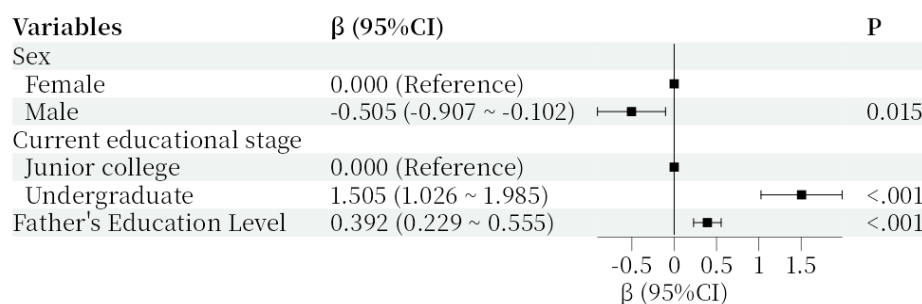 Variables β (95%CI) P
Sex
Female 0.000 (Reference)
Male -0.505 (-0.907 ~ -0.102) 0.015
Current educational stage
Junior college 0.000 (Reference)
Undergraduate 1.505 (1.026 ~ 1.985) <.001
Father's Education Level 0.392 (0.229 ~ 0.555) <.001
-0.5 0 0.5 1 1.5
β (95%CI)